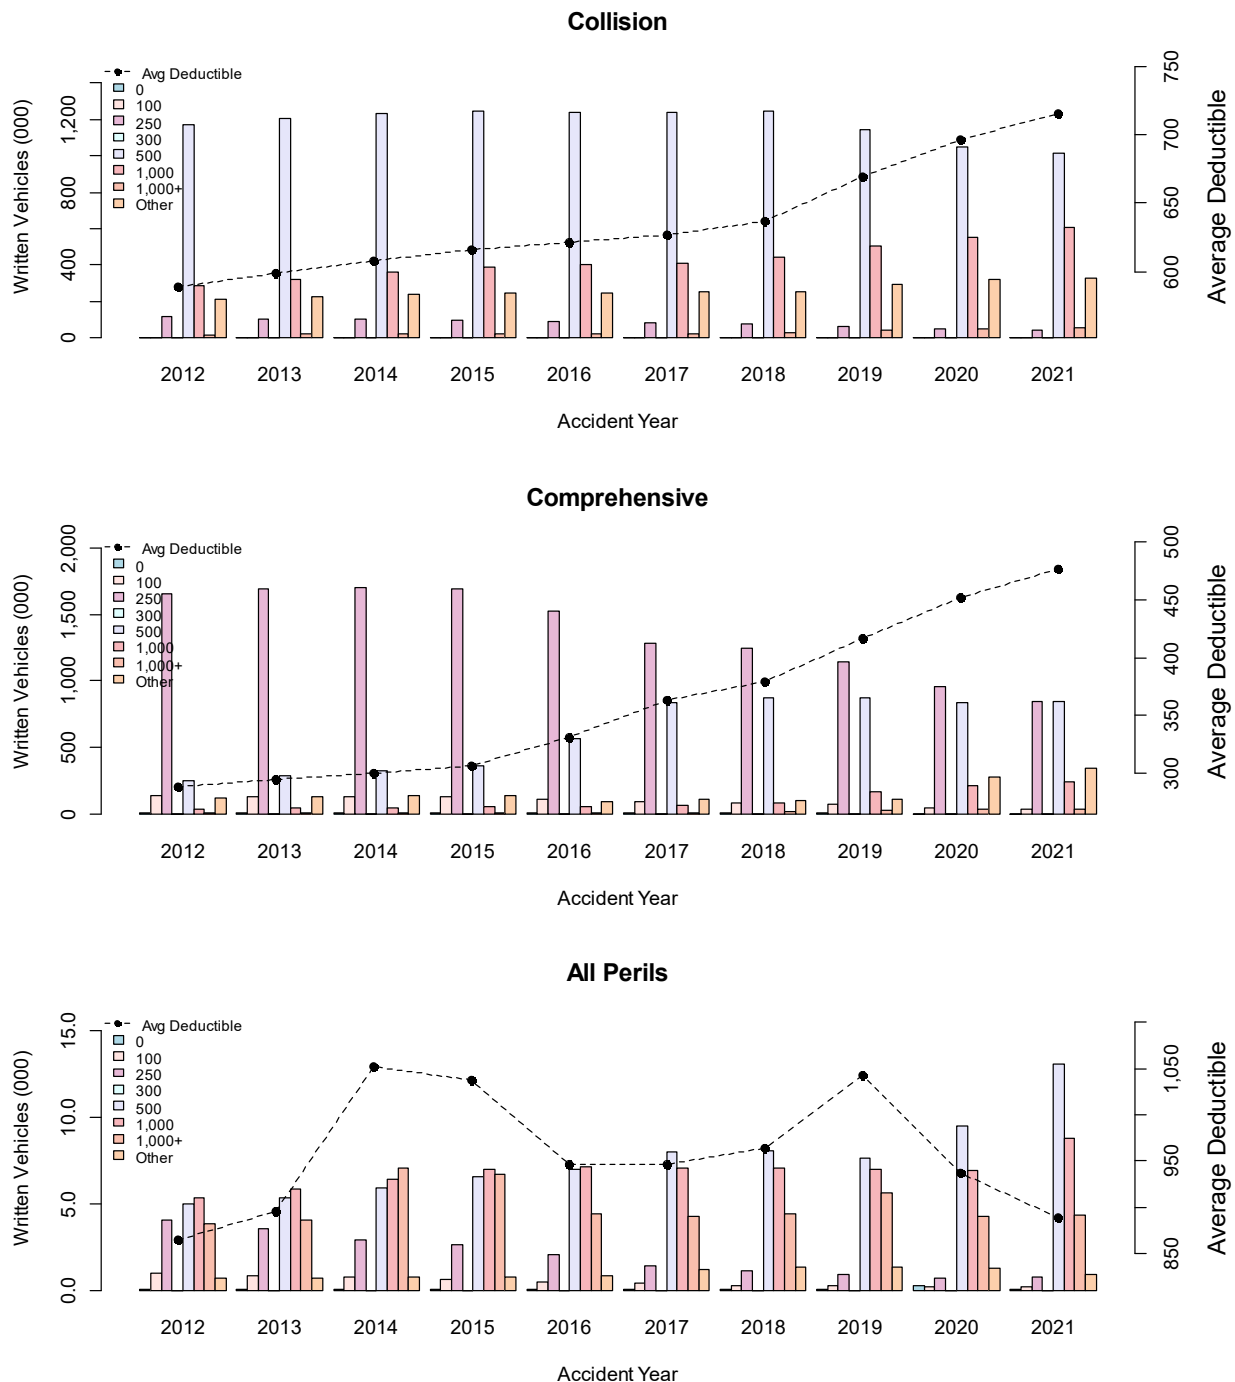 Collision
Written Vehicles (000)
0
400
800
1,200
Avg Deductible
0
100
250
300
500
1,000
1,000+
Other
600
650
700
750
Average Deductible
2012 2013 2014 2015 2016 2017 2018 2019 2020 2021
Accident Year
Comprehensive
Written Vehicles (000)
0
500
1,000
1,500
2,000
Avg Deductible
0
100
250
300
500
1,000
1,000+
Other
300
350
400
450
500
Average Deductible
2012 2013 2014 2015 2016 2017 2018 2019 2020 2021
Accident Year
All Perils
Written Vehicles (000)
0.0
5.0
10.0
15.0
Avg Deductible
0
100
250
300
500
1,000
1,000+
Other
850
950
1,050
Average Deductible
2012 2013 2014 2015 2016 2017 2018 2019 2020 2021
Accident Year